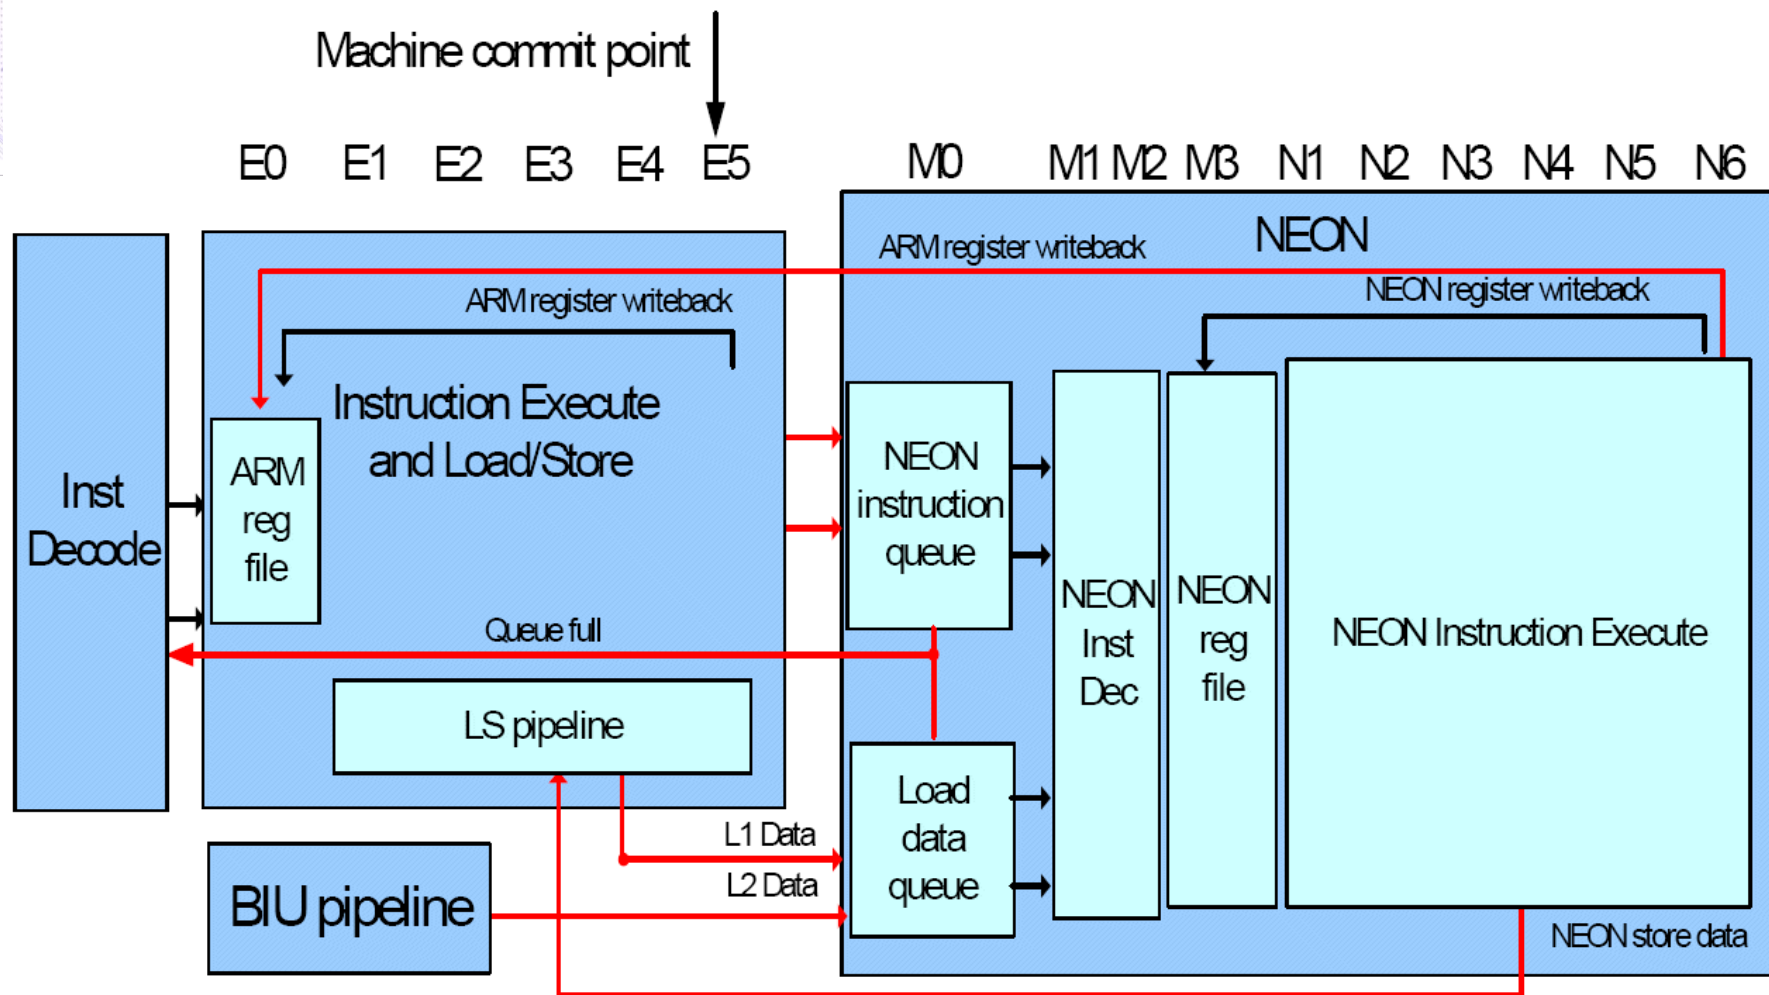 Machine commit point
E0 E1 E2 E3 E4 E5 M0 M1 M2 M3 N1 N2 N3 N4 N5 N6
Inst
Decode
ARM register writeback
ARM
reg
file
Instruction Execute
and Load/Store
Queue full
LS pipeline
BIU pipeline
L1 Data
L2 Data
NEON
ARM register writeback
NEON register writeback
NEON
instruction
queue
Load
data
queue
NEON
Inst
Dec
NEON
reg
file
NEON Instruction Execute
NEON store data